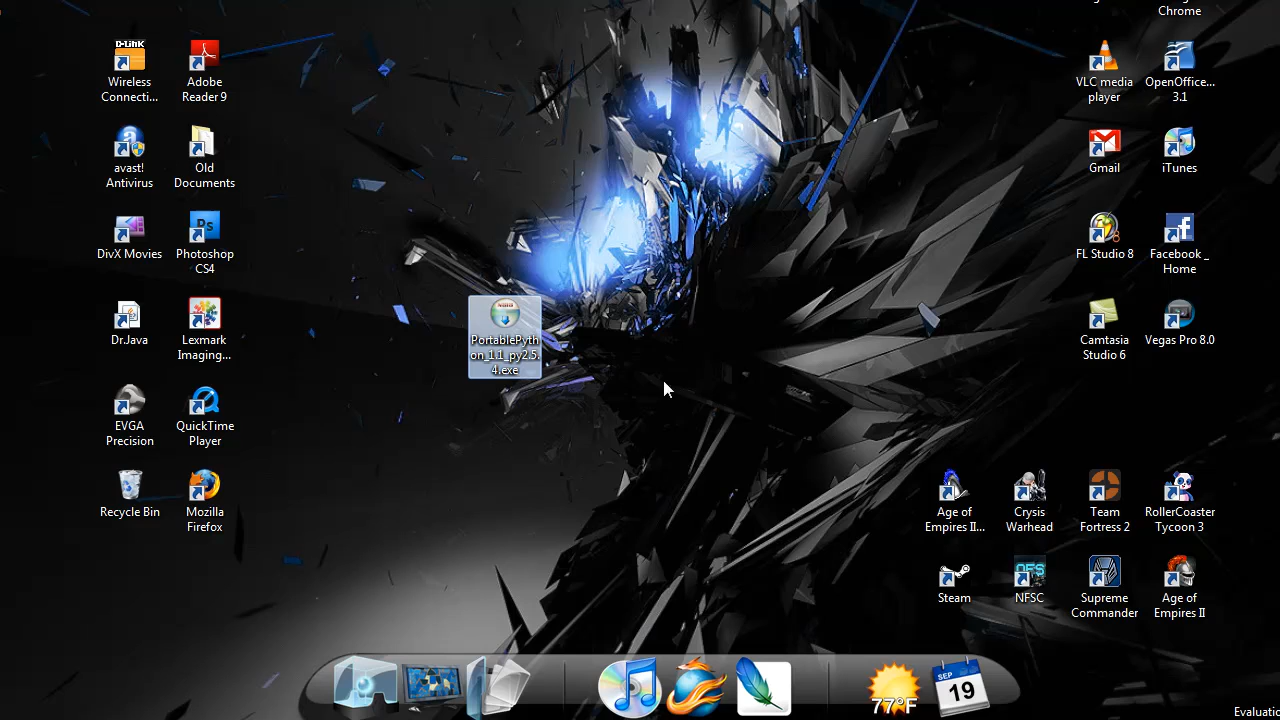 Chrome
D-Link
Wireless
Connecti...
Adobe
Reader 9
VLC media
player
OpenOffice...
3.1
avast!
Antivirus
Old
Documents
Gmail
iTunes
DivX Movies
Ps
Photoshop
CS4
FL Studio 8
Facebook _
Home
Dr.Java
Lexmark
Imaging...
PortablePyth
on_1.1_py2.5.
4.exe
Camtasia
Studio 6
Vegas Pro 8.0
EVGA
Precision
QuickTime
Player
Recycle Bin
Mozilla
Firefox
Age of
Empires II...
Crysis
Warhead
Team
Fortress 2
RollerCoaster
Tycoon 3
Steam
NFS
NFSC
Supreme
Commander
Age of
Empires II
77°F
SEP
19
Evaluatic